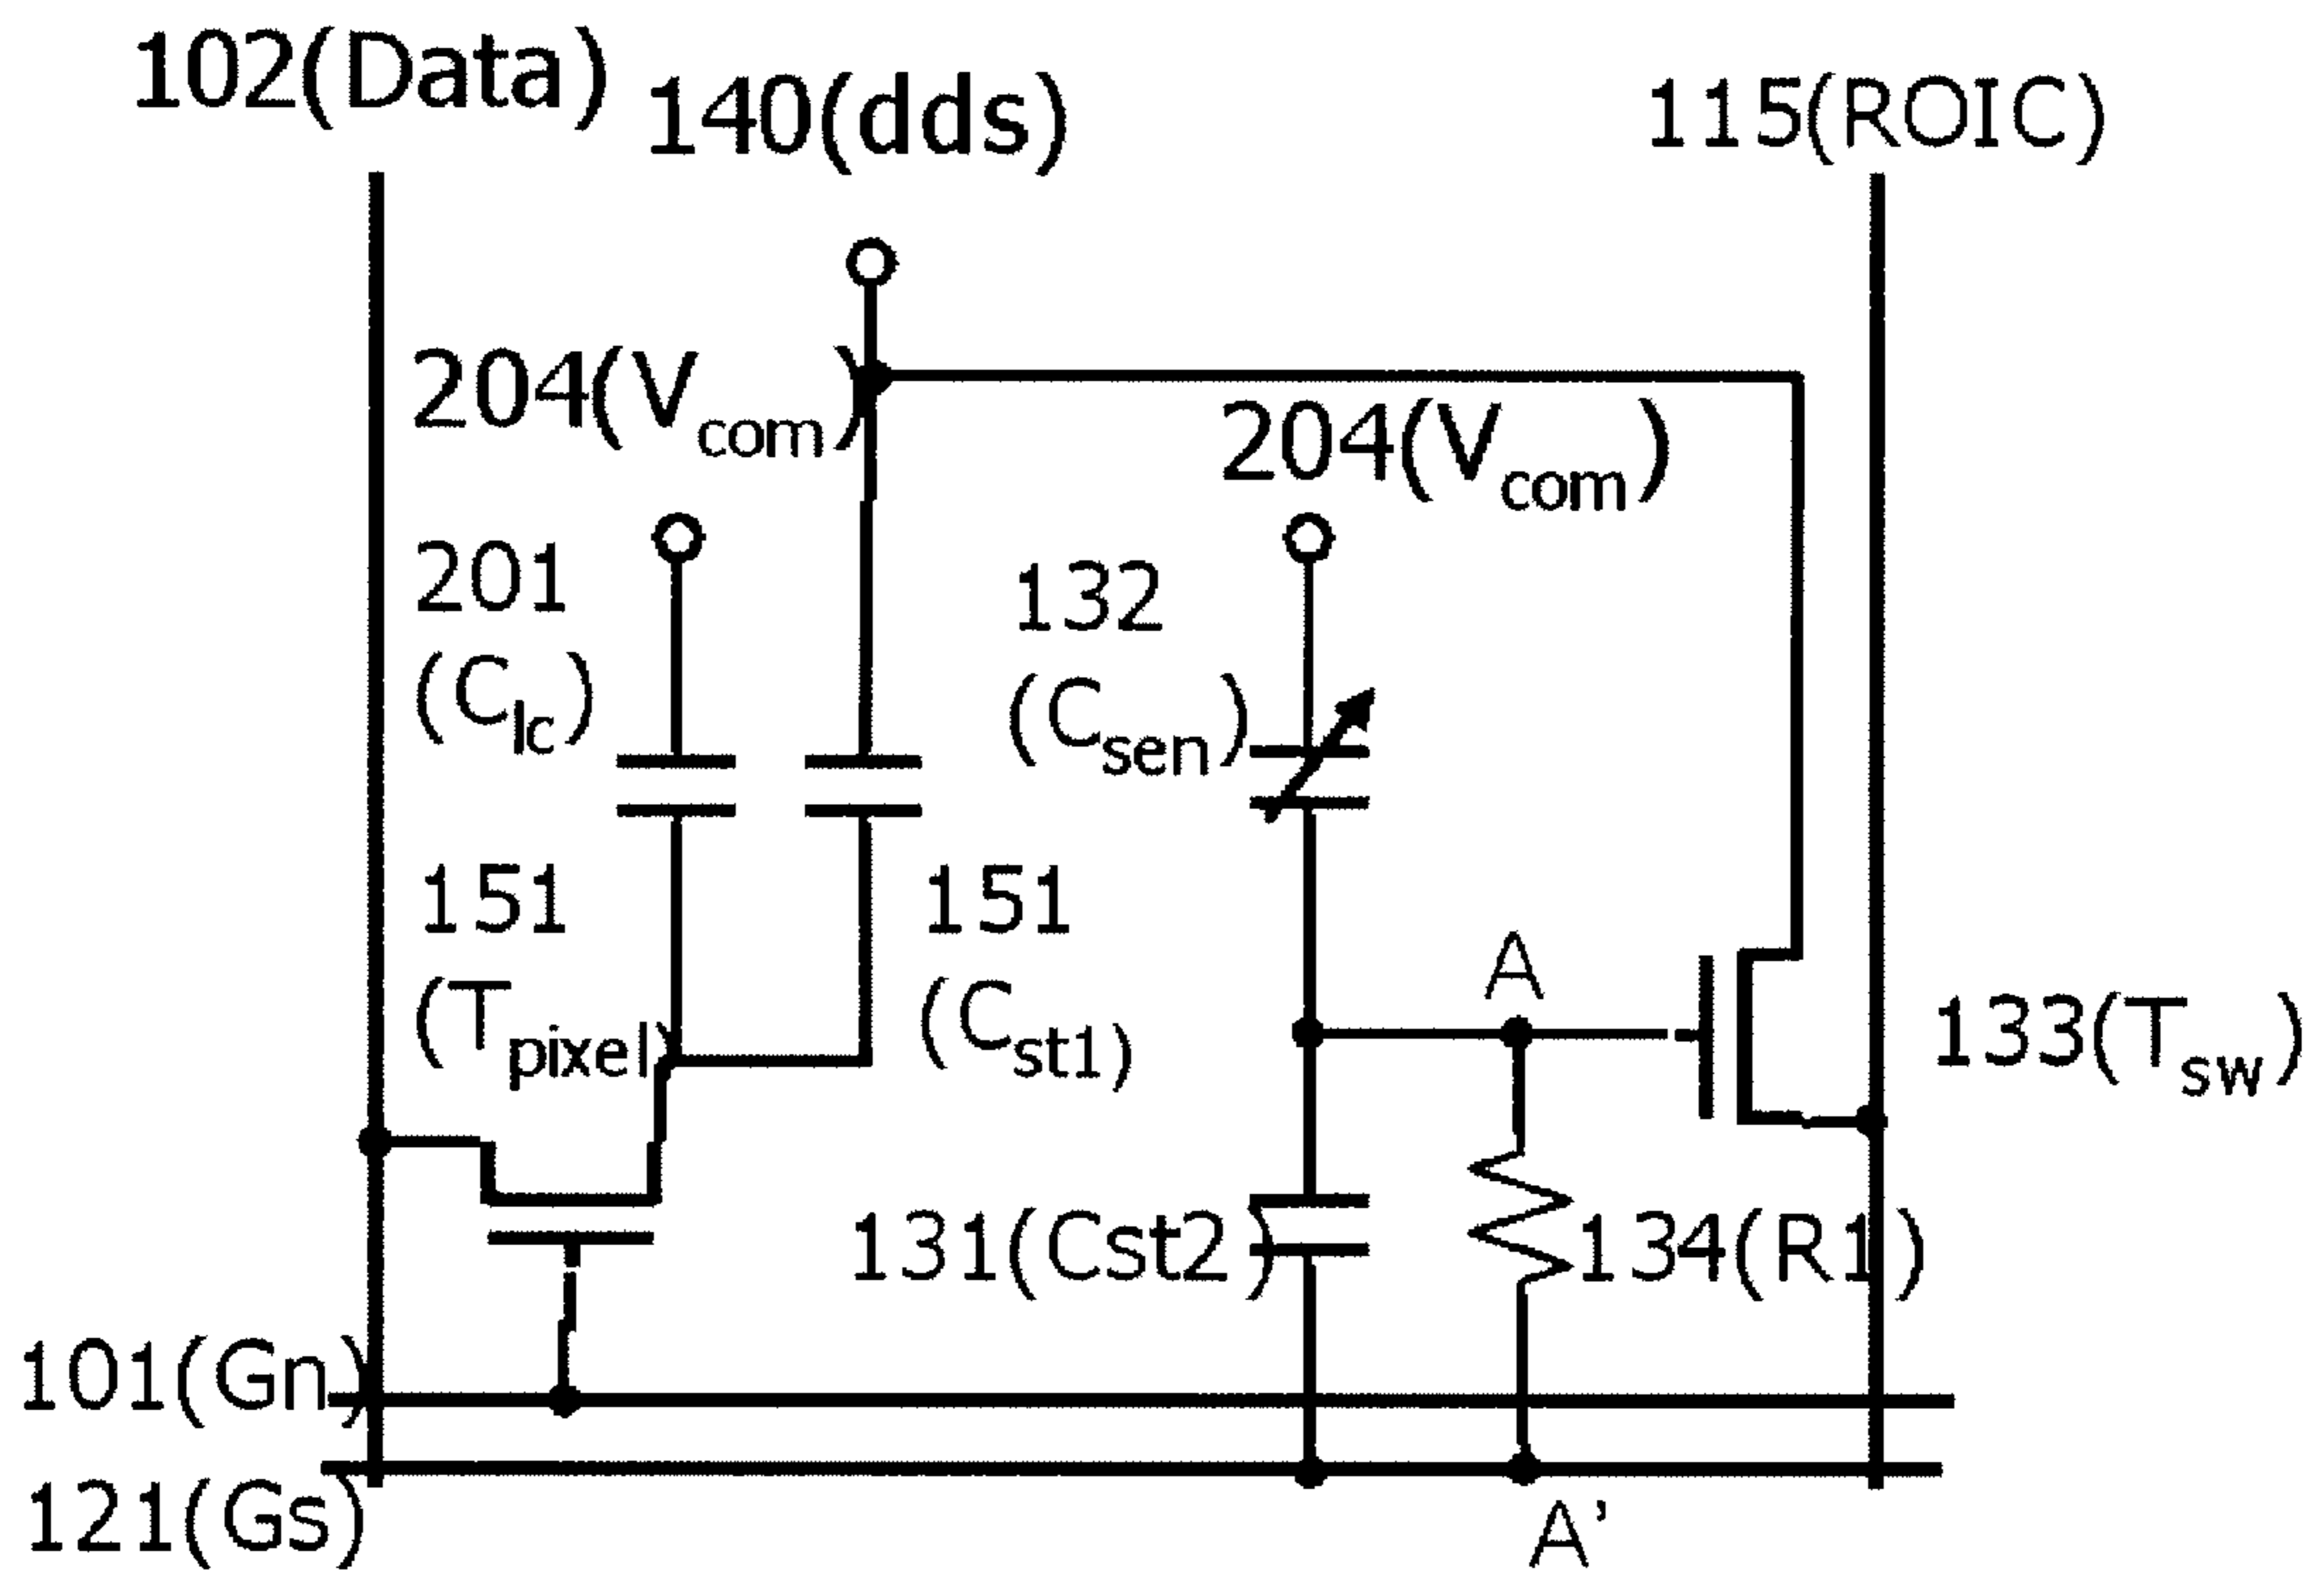 102(Data)
140(dds)
115(ROIC)
204(Vcom)
204(Vcom)
201
(Clc)
132
(Csen)
151
(Tpixel)
151
(Cst1)
A
133(Tsw)
131(Cst2)
134(R1)
101(Gn)
121(Gs)
A'